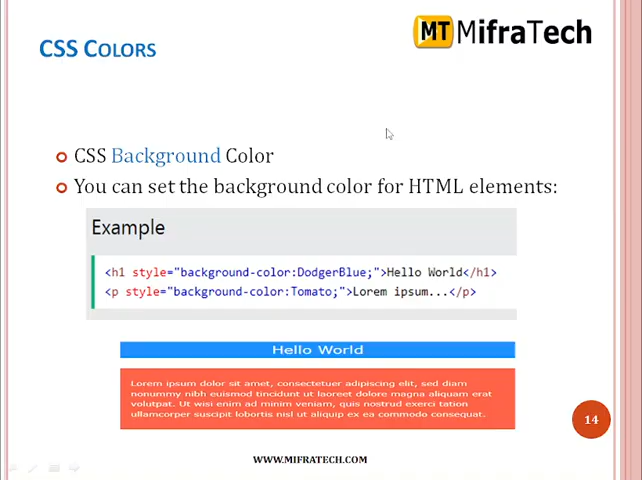 CSS COLORS
MT MifraTech
CSS Background Color
You can set the background color for HTML elements:
Example
<h1 style="background-color:DodgerBlue;">Hello World</h1>
<p style="background-color:Tomato;">Lorem ipsum...</p>
Hello World
Lorem ipsum dolor sit amet, consectetuer adipiscing elit, sed diam
nonummy nibh euismod tincidunt ut laoreet dolore magna aliquam erat
volutpat. Ut wisi enim ad minim veniam, quis nostrud exerci tation
ullamcorper suscipit lobortis nisl ut aliquip ex ea commodo consequat.
14
WWW.MIFRATECH.COM